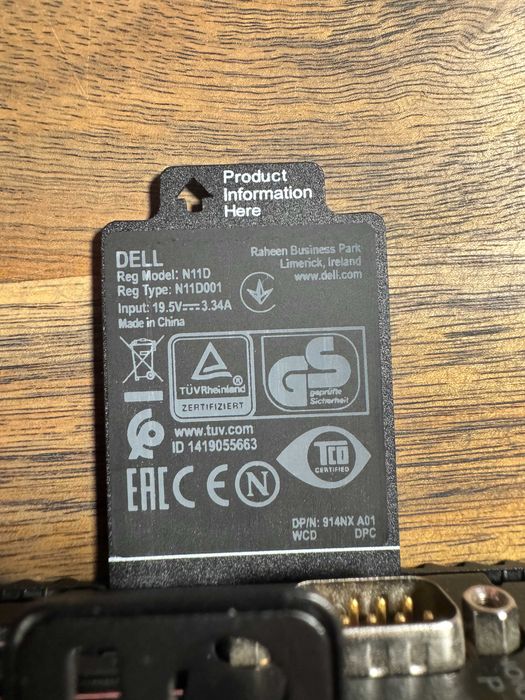 Product
Information
Here
DELL
Reg Model: N11D
Reg Type: N11D001
Input: 19.5V⎓3.34A
Made in China
Raheen Business Park
Limerick, Ireland
www.dell.com
TÜVRheinland®
ZERTIFIZIERT
GS
geprüfte
Sicherheit
www.tuv.com
ID 1419055663
TCO
CERTIFIED
EAC CE N
DP/N: 914NX A01
WCD DPC